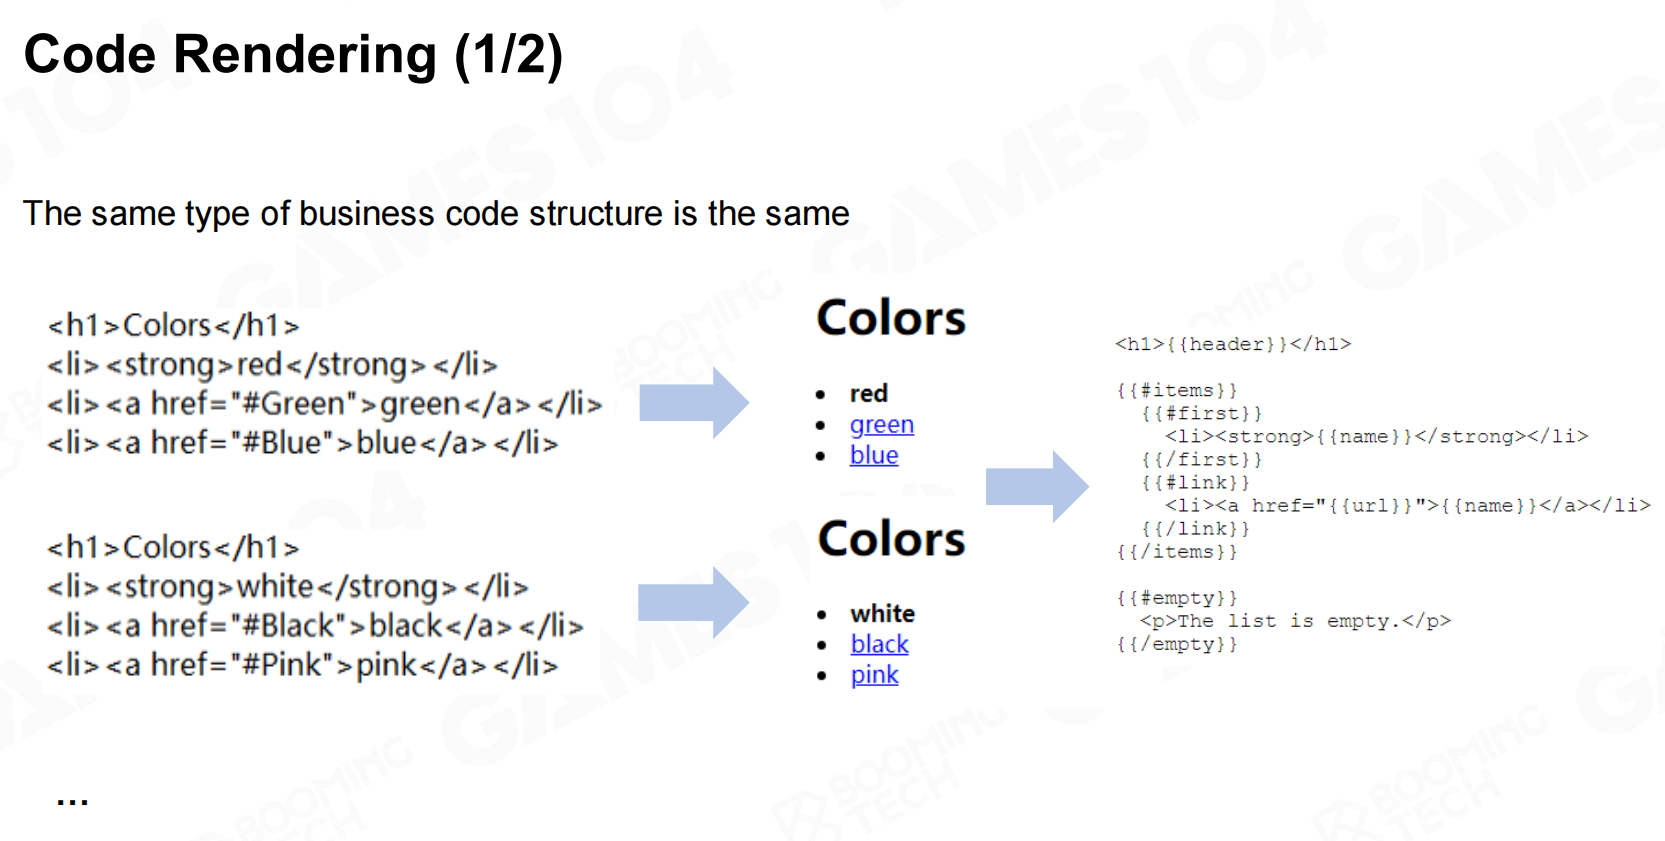 Code Rendering (1/2)
The same type of business code structure is the same
<h1>Colors</h1>
<li><strong>red</strong></li>
<li><a href="#Green">green</a></li>
<li><a href="#Blue">blue</a></li>
Colors
• red
• green
• blue
<h1>Colors</h1>
<li><strong>white</strong></li>
<li><a href="#Black">black</a></li>
<li><a href="#Pink">pink</a></li>
Colors
• white
• black
• pink
<h1>{{header}}</h1>
{{#items}}
{{#first}}
<li><strong>{{name}}</strong></li>
{{/first}}
{{#link}}
<li><a href="{{url}}">{{name}}</a></li>
{{/link}}
{{/items}}
{{#empty}}
<p>The list is empty.</p>
{{/empty}}
...
GAMES104
BOOMING
TECH